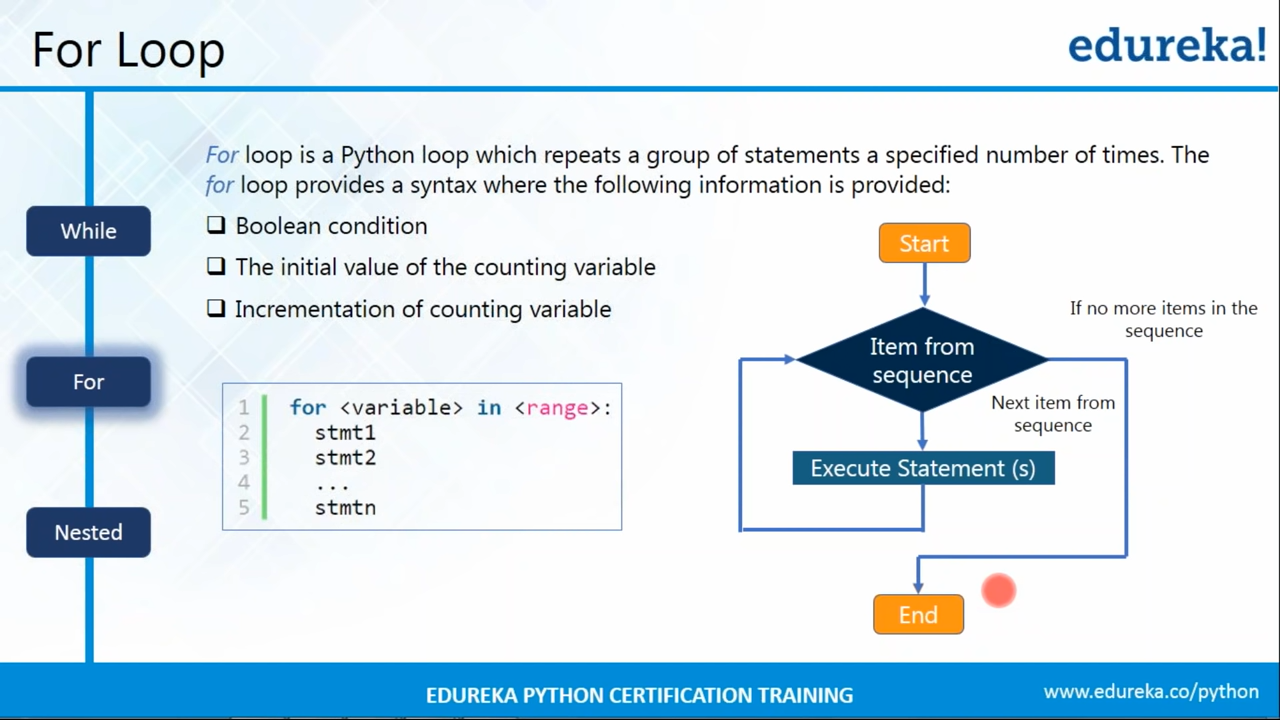 For Loop
edureka!
For loop is a Python loop which repeats a group of statements a specified number of times. The
for loop provides a syntax where the following information is provided:
While
Boolean condition
The initial value of the counting variable
Incrementation of counting variable
For
1 for <variable> in <range>:
2 stmt1
3 stmt2
4 ...
5 stmtn
Nested
Start
Item from
sequence
If no more items in the
sequence
Next item from
sequence
Execute Statement (s)
End
EDUREKA PYTHON CERTIFICATION TRAINING
www.edureka.co/python